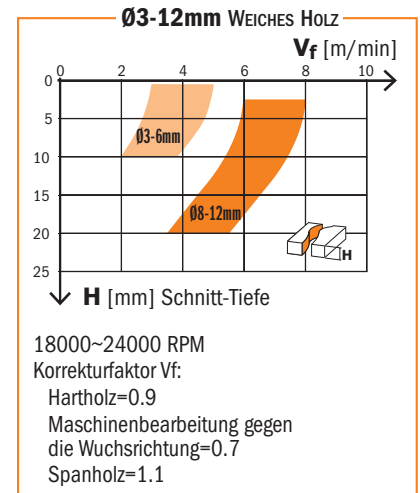 Ø3-12mm WEICHES HOLZ
Vf [m/min]
0 2 4 6 8 10
0
5
10
15
20
25
Ø3-6mm
Ø8-12mm
H
H [mm] Schnitt-Tiefe
18000~24000 RPM
Korrekturfaktor Vf:
Hartholz=0.9
Maschinenbearbeitung gegen
die Wuchsrichtung=0.7
Spanholz=1.1